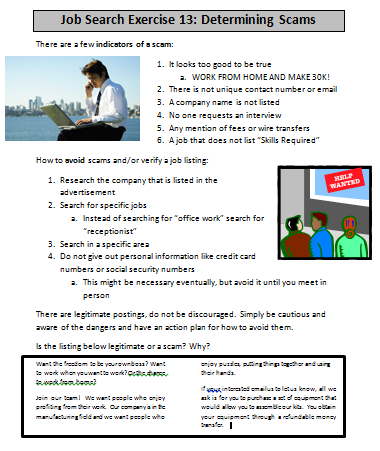 Job Search Exercise 13: Determining Scams
There are a few indicators of a scam:
1. It looks too good to be true
a. WORK FROM HOME AND MAKE 30K!
2. There is not unique contact number or email
3. A company name is not listed
4. No one requests an interview
5. Any mention of fees or wire transfers
6. A job that does not list "Skills Required"
How to avoid scams and/or verify a job listing:
1. Research the company that is listed in the
advertisement
2. Search for specific jobs
a. Instead of searching for "office work" search for
"receptionist"
3. Search in a specific area
4. Do not give out personal information like credit card
numbers or social security numbers
a. This might be necessary eventually, but avoid it until you meet in
person
HELP
WANTED
There are legitimate postings, do not be discouraged. Simply be cautious and
aware of the dangers and have an action plan for how to avoid them.
Is the listing below legitimate or a scam? Why?
Want the freedom to be your own boss? Want
to work when you want to work? Or the chance
to work from home?
Join our team! We want people who enjoy
profiting from their work. Our company is in the
manufacturing field and we want people who
enjoy puzzles, putting things together and using
their hands.
If your interested email us to let us know, all we
ask is for you to purchase a set of equipment that
would allow you to assemble our kits. You obtain
your equipment through a refundable money
transfer.